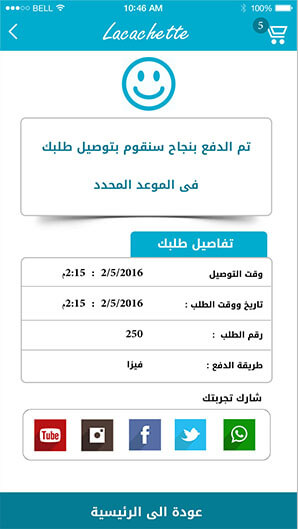 BELL 10:46 AM 100%
Lacachette 5
تم الدفع بنجاح سنقوم بتوصيل طلبك
فى الموعد المحدد
تفاصيل طلبك
وقت التوصيل 2/5/2016 : 2:15م
تاريخ ووقت الطلب : 2/5/2016 : 2:15م
رقم الطلب : 250
طريقة الدفع : فيزا
شارك تجربتك
You Tube
عودة الى الرئيسية